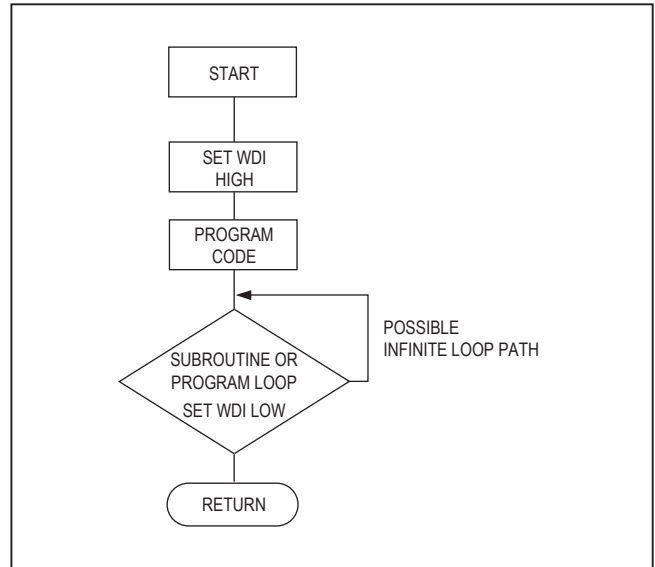 START
SET WDI
HIGH
PROGRAM
CODE
POSSIBLE
INFINITE LOOP PATH
SUBROUTINE OR
PROGRAM LOOP
SET WDI LOW
RETURN